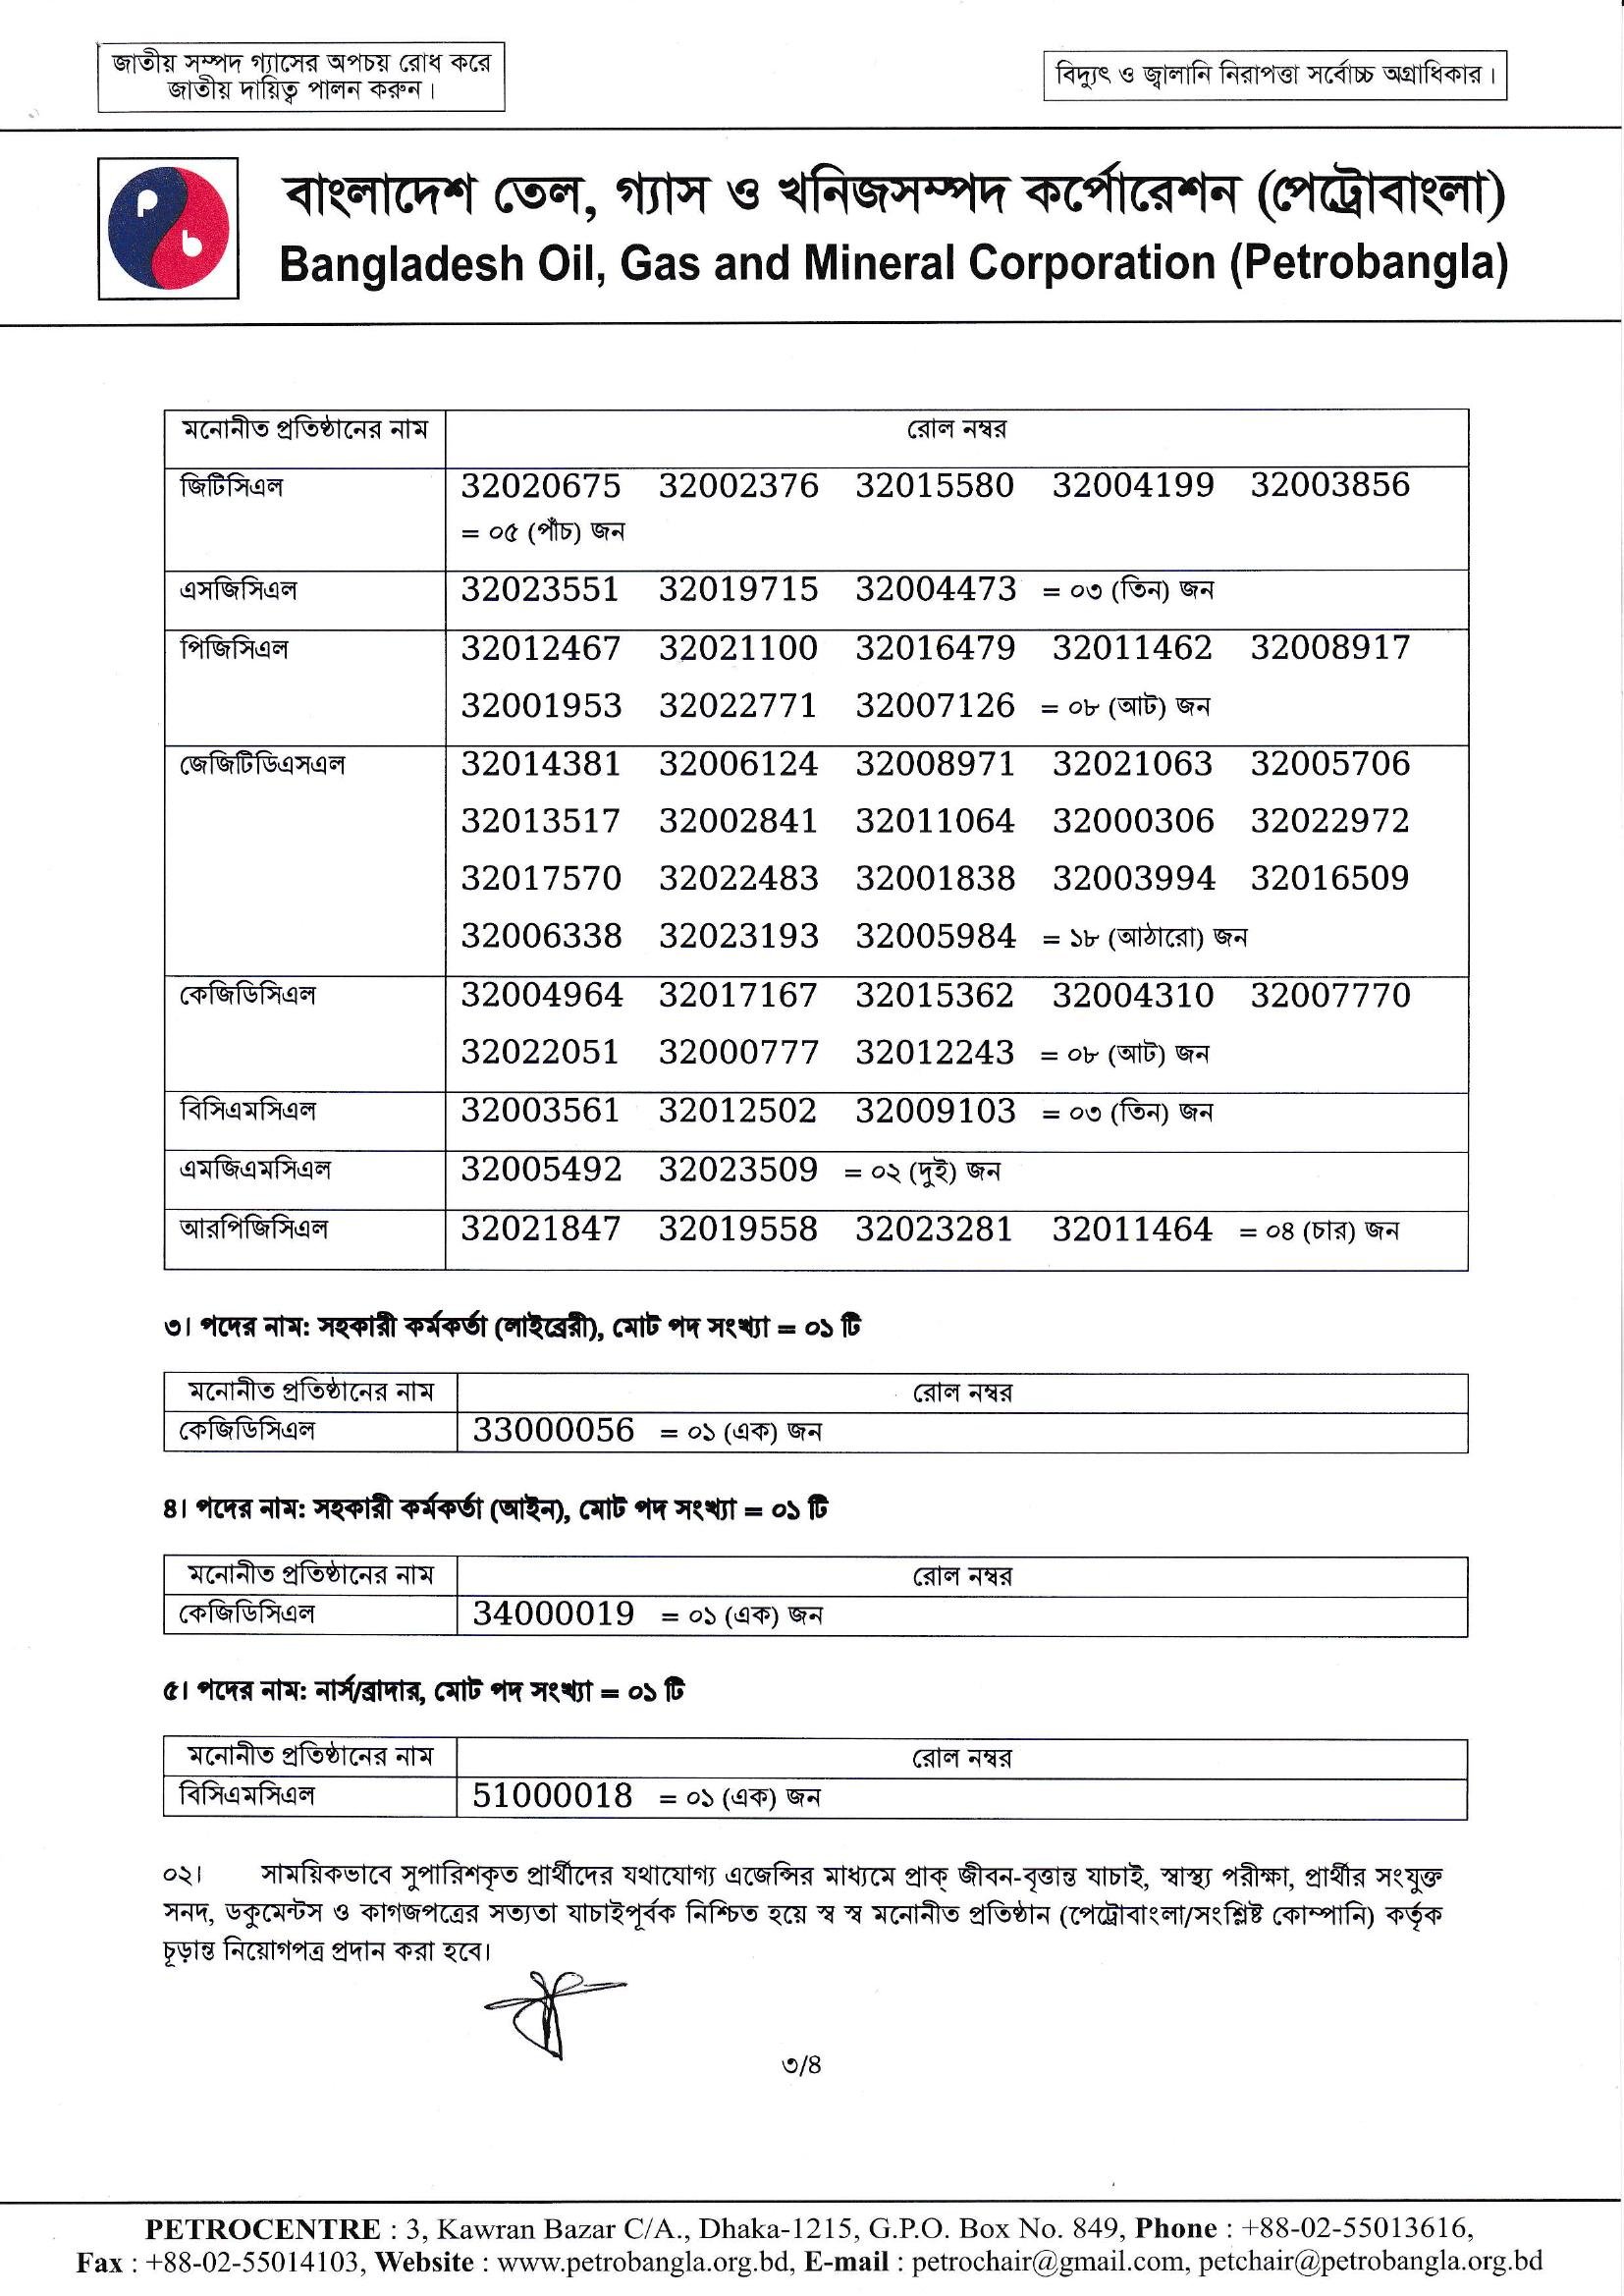 জাতীয় সম্পদ গ্যাসের অপচয় রোধ করে
জাতীয় দায়িত্ব পালন করুন।
বিদ্যুৎ ও জ্বালানি নিরাপত্তা সর্বোচ্চ অগ্রাধিকার।
p
b
বাংলাদেশ তেল, গ্যাস ও খনিজসম্পদ কর্পোরেশন (পেট্রোবাংলা)
Bangladesh Oil, Gas and Mineral Corporation (Petrobangla)
মনোনীত প্রতিষ্ঠানের নাম রোল নম্বর
জিটিসিএল 32020675 32002376 32015580 32004199 32003856
= ০৫ (পাঁচ) জন
এসজিসিএল 32023551 32019715 32004473 = ০৩ (তিন) জন
পিজিসিএল 32012467 32021100 32016479 32011462 32008917
32001953 32022771 32007126 = ০৮ (আট) জন
জেজিটিডিএসএল 32014381 32006124 32008971 32021063 32005706
32013517 32002841 32011064 32000306 32022972
32017570 32022483 32001838 32003994 32016509
32006338 32023193 32005984 = ১৮ (আঠারো) জন
কেজিডিসিএল 32004964 32017167 32015362 32004310 32007770
32022051 32000777 32012243 = ০৮ (আট) জন
বিসিএমসিএল 32003561 32012502 32009103 = ০৩ (তিন) জন
এমজিএমসিএল 32005492 32023509 = ০২ (দুই) জন
আরপিজিসিএল 32021847 32019558 32023281 32011464 = ০৪ (চার) জন
৩। পদের নাম: সহকারী কর্মকর্তা (লাইব্রেরী), মোট পদ সংখ্যা = ০১ টি
মনোনীত প্রতিষ্ঠানের নাম রোল নম্বর
কেজিডিসিএল 33000056 = ০১ (এক) জন
৪। পদের নাম: সহকারী কর্মকর্তা (আইন), মোট পদ সংখ্যা = ০১ টি
মনোনীত প্রতিষ্ঠানের নাম রোল নম্বর
কেজিডিসিএল 34000019 = ০১ (এক) জন
৫। পদের নাম: নার্স/ব্রাদার, মোট পদ সংখ্যা = ০১ টি
মনোনীত প্রতিষ্ঠানের নাম রোল নম্বর
বিসিএমসিএল 51000018 = ০১ (এক) জন
০২। সাময়িকভাবে সুপারিশকৃত প্রার্থীদের যথাযোগ্য এজেন্সির মাধ্যমে প্রাক্ জীবন-বৃত্তান্ত যাচাই, স্বাস্থ্য পরীক্ষা, প্রার্থীর সংযুক্ত
সনদ, ডকুমেন্টস ও কাগজপত্রের সত্যতা যাচাইপূর্বক নিশ্চিত হয়ে স্ব স্ব মনোনীত প্রতিষ্ঠান (পেট্রোবাংলা/সংশ্লিষ্ট কোম্পানি) কর্তৃক
চূড়ান্ত নিয়োগপত্র প্রদান করা হবে।
৩/৪
PETROCENTRE : 3, Kawran Bazar C/A., Dhaka-1215, G.P.O. Box No. 849, Phone : +88-02-55013616,
Fax : +88-02-55014103, Website : www.petrobangla.org.bd, E-mail : petrochair@gmail.com, petchair@petrobangla.org.bd